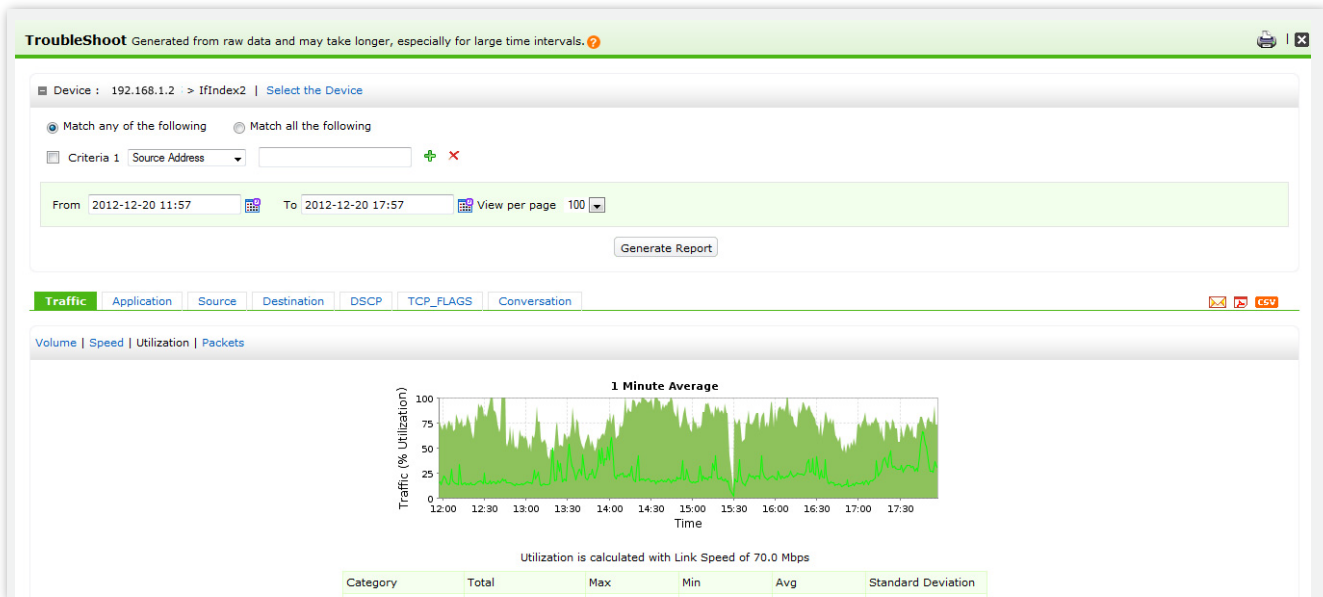 TroubleShoot Generated from raw data and may take longer, especially for large time intervals. ?
Device : 192.168.1.2 > IfIndex2 | Select the Device
Match any of the following Match all the following
Criteria 1 Source Address
From 2012-12-20 11:57 To 2012-12-20 17:57 View per page 100
Generate Report
Traffic Application Source Destination DSCP TCP_FLAGS Conversation CSV
Volume | Speed | Utilization | Packets
1 Minute Average
Traffic (% Utilization)
100
75
50
25
0
12:00 12:30 13:00 13:30 14:00 14:30 15:00 15:30 16:00 16:30 17:00 17:30
Time
Utilization is calculated with Link Speed of 70.0 Mbps
Category Total Max Min Avg Standard Deviation